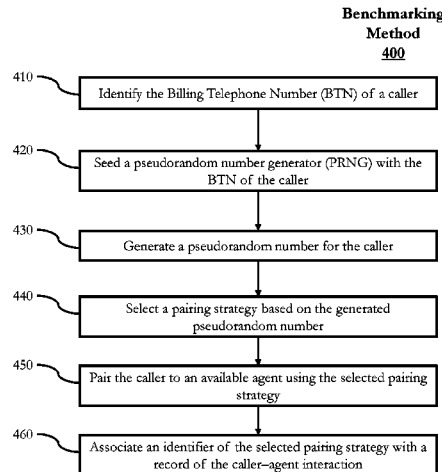 Benchmarking
Method
400
410
Identify the Billing Telephone Number (BTN) of a caller
420
Seed a pseudorandom number generator (PRNG) with the
BTN of the caller
430
Generate a pseudorandom number for the caller
440
Select a pairing strategy based on the generated
pseudorandom number
450
Pair the caller to an available agent using the selected pairing
strategy
460
Associate an identifier of the selected pairing strategy with a
record of the caller–agent interaction